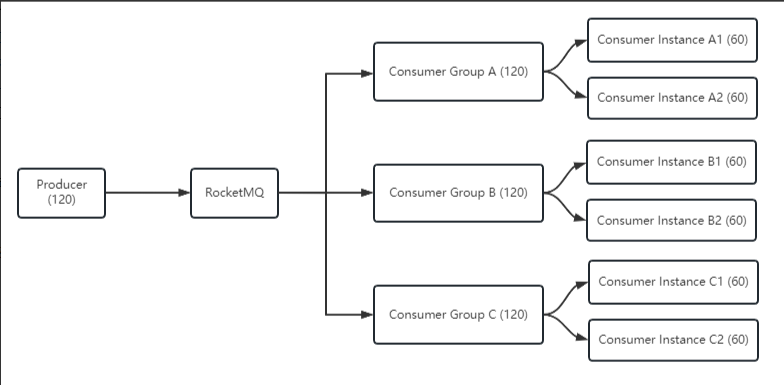 Producer
(120)
RocketMQ
Consumer Group A (120)
Consumer Instance A1 (60)
Consumer Instance A2 (60)
Consumer Group B (120)
Consumer Instance B1 (60)
Consumer Instance B2 (60)
Consumer Group C (120)
Consumer Instance C1 (60)
Consumer Instance C2 (60)